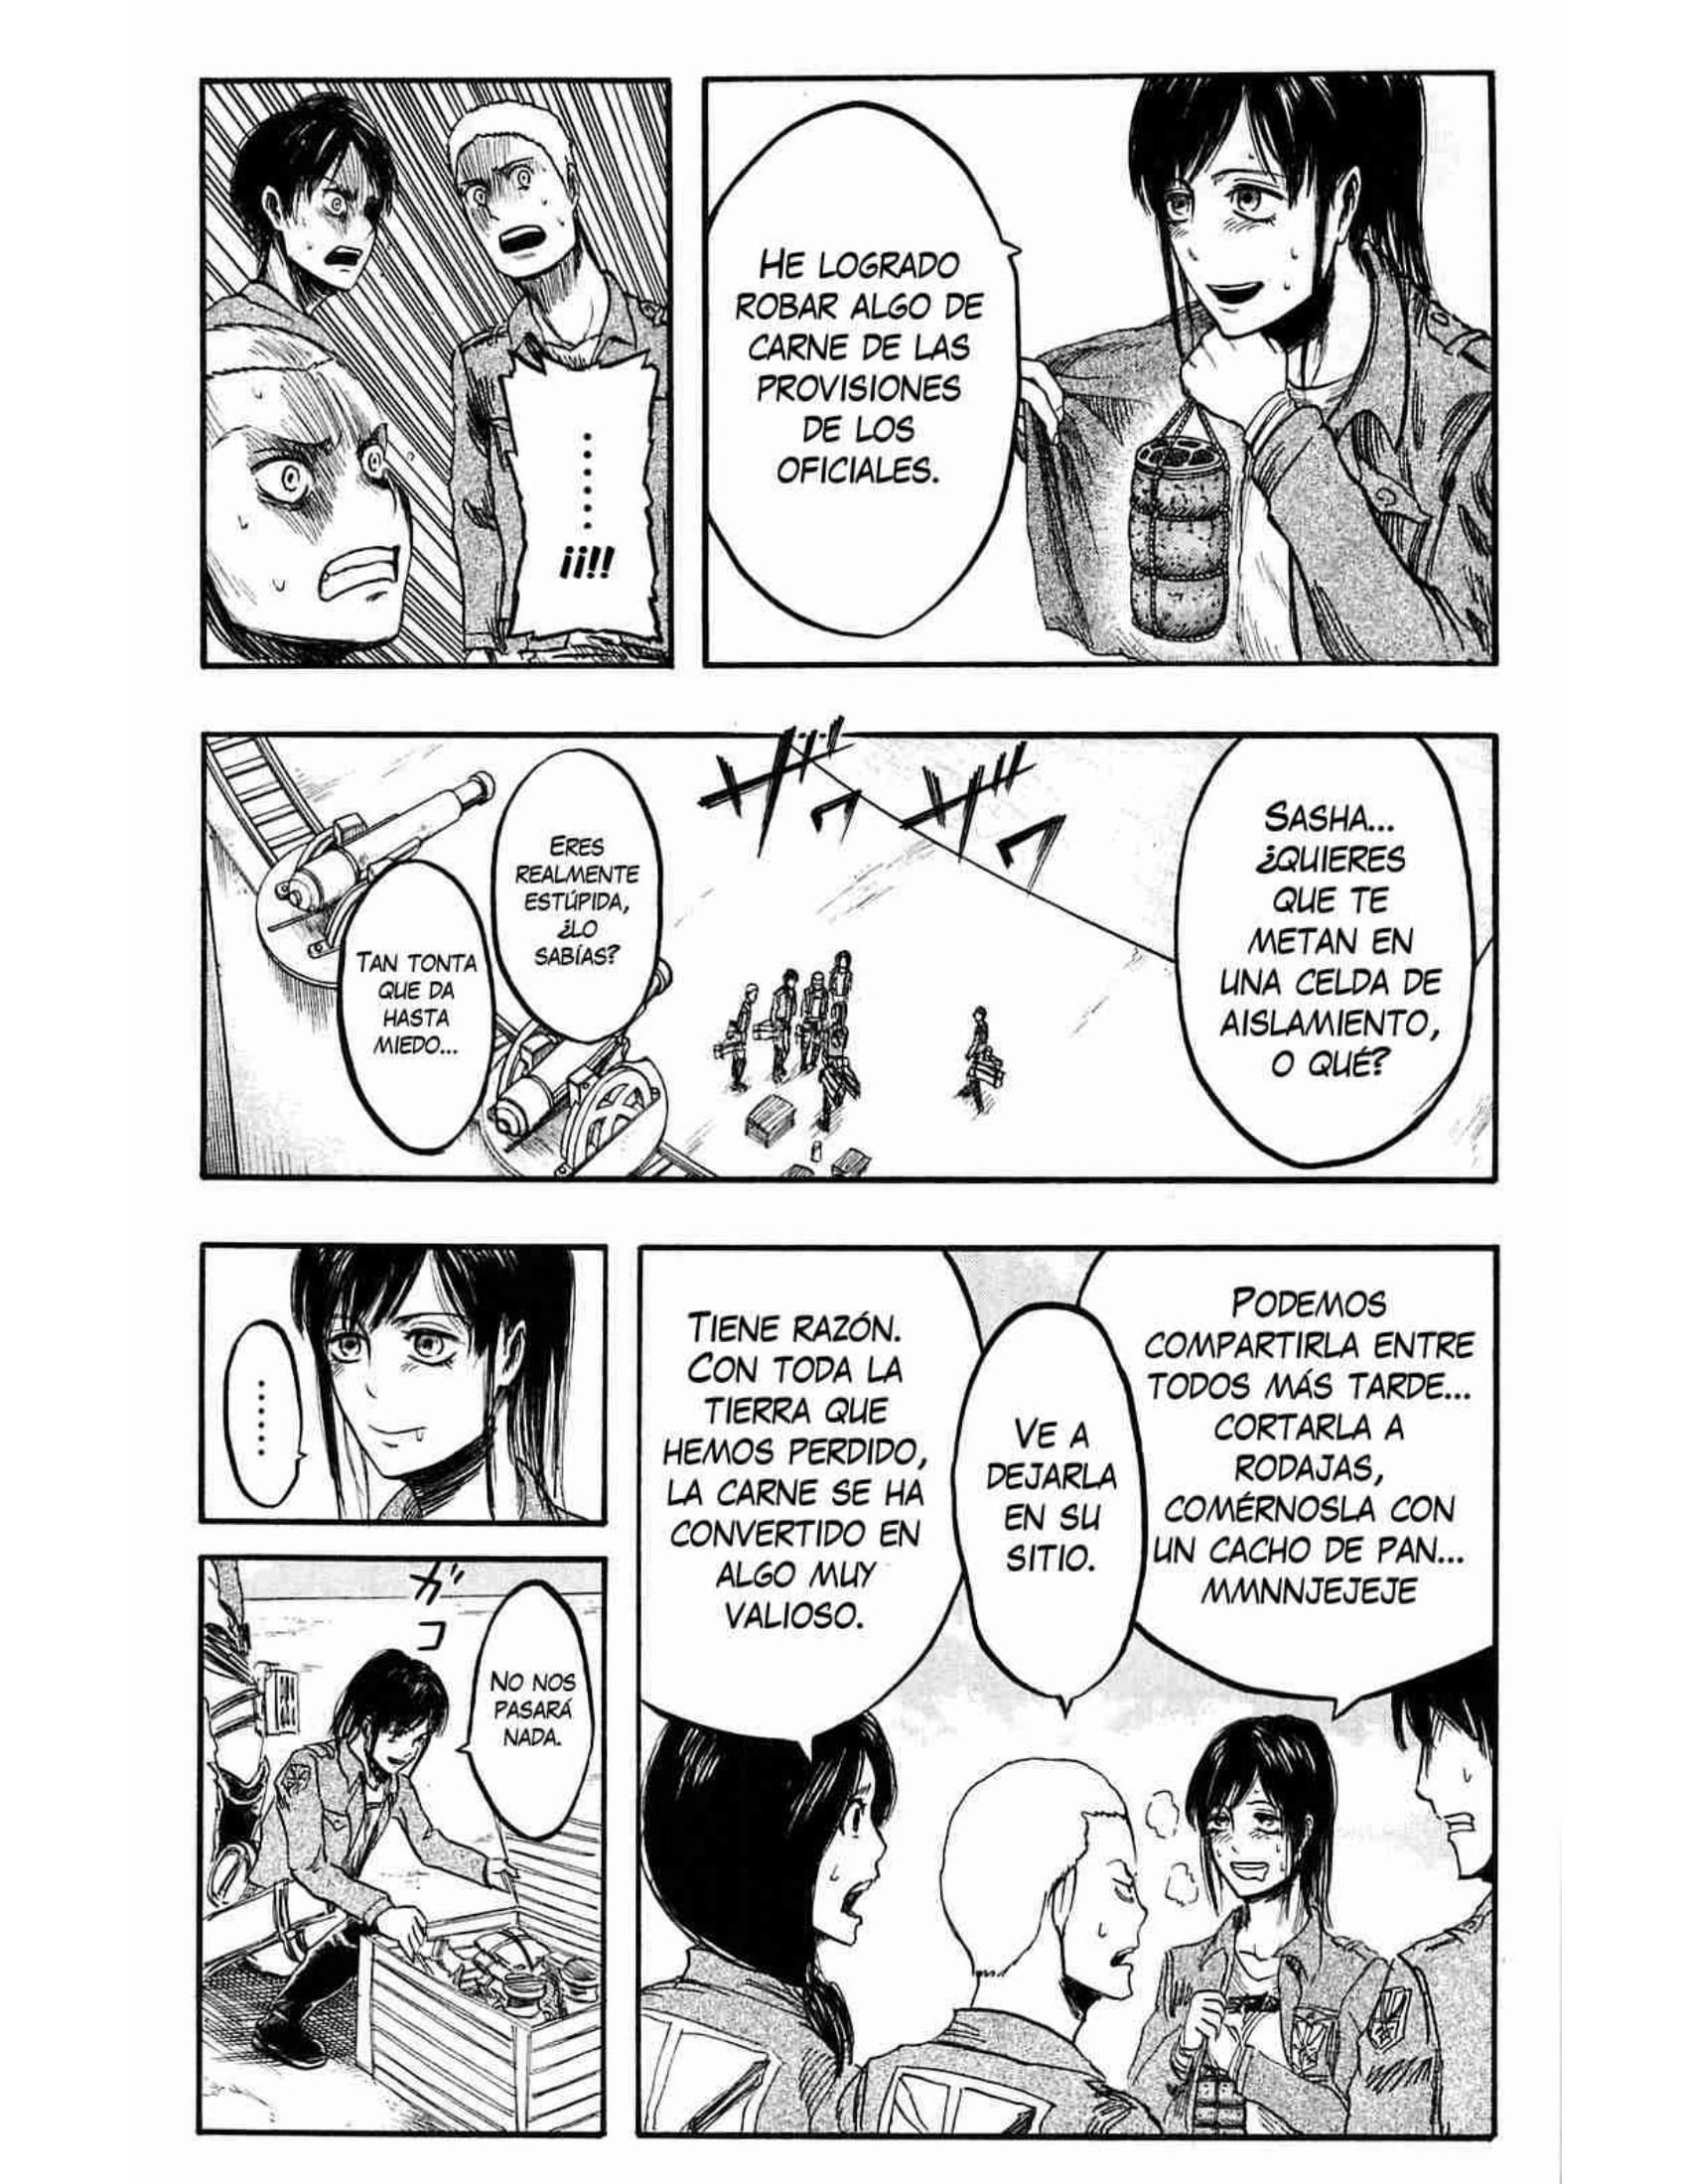 HE LOGRADO
ROBAR ALGO DE
CARNE DE LAS
PROVISIONES
DE LOS
OFICIALES.
......
¡¡!!
SASHA...
¿QUIERES
QUE TE
METAN EN
UNA CELDA DE
AISLAMIENTO,
O QUÉ?
ERES
REALMENTE
ESTÚPIDA,
¿LO
SABÍAS?
TAN TONTA
QUE DA
HASTA
MIEDO...
PODEMOS
COMPARTIRLA ENTRE
TODOS MÁS TARDE...
CORTARLA A
RODAJAS,
COMÉRNOSLA CON
UN CACHO DE PAN...
MMNNJEJEJE
VE A
DEJARLA
EN SU
SITIO.
TIENE RAZÓN.
CON TODA LA
TIERRA QUE
HEMOS PERDIDO,
LA CARNE SE HA
CONVERTIDO EN
ALGO MUY
VALIOSO.
......
ガ
コ
NO NOS
PASARÁ
NADA.